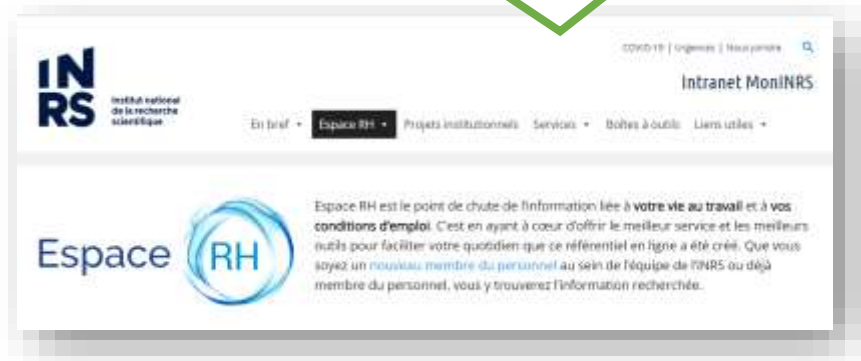 COVID-19 | Urgences | Nous joindre
INRS
Institut national
de la recherche
scientifique
Intranet MonINRS
En bref Espace RH Projets institutionnels Services Boîtes à outils Liens utiles
Espace RH
Espace RH est le point de chute de l'information liée à votre vie au travail et à vos
conditions d'emploi. C'est en ayant à cœur d'offrir le meilleur service et les meilleurs
outils pour faciliter votre quotidien que ce référentiel en ligne a été créé. Que vous
soyez un nouveau membre du personnel au sein de l'équipe de l'INRS ou déjà
membre du personnel, vous y trouverez l'information recherchée.